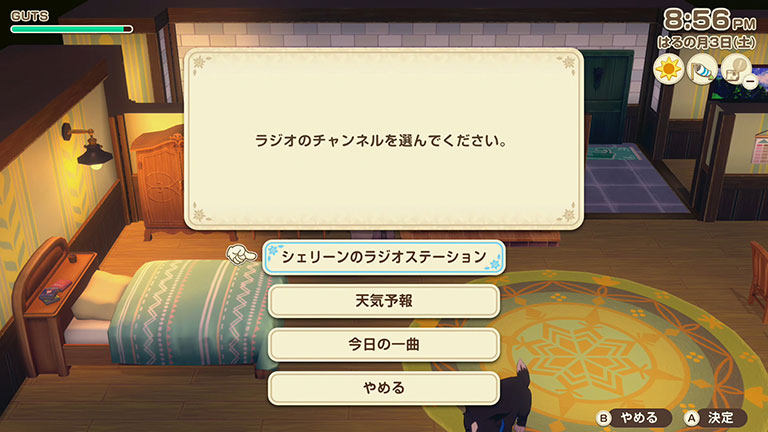 GUTS
8:56PM
はるの月3日(土)
ラジオのチャンネルを選んでください。
シェリーンのラジオステーション
天気予報
今日の一曲
やめる
B やめる A 決定